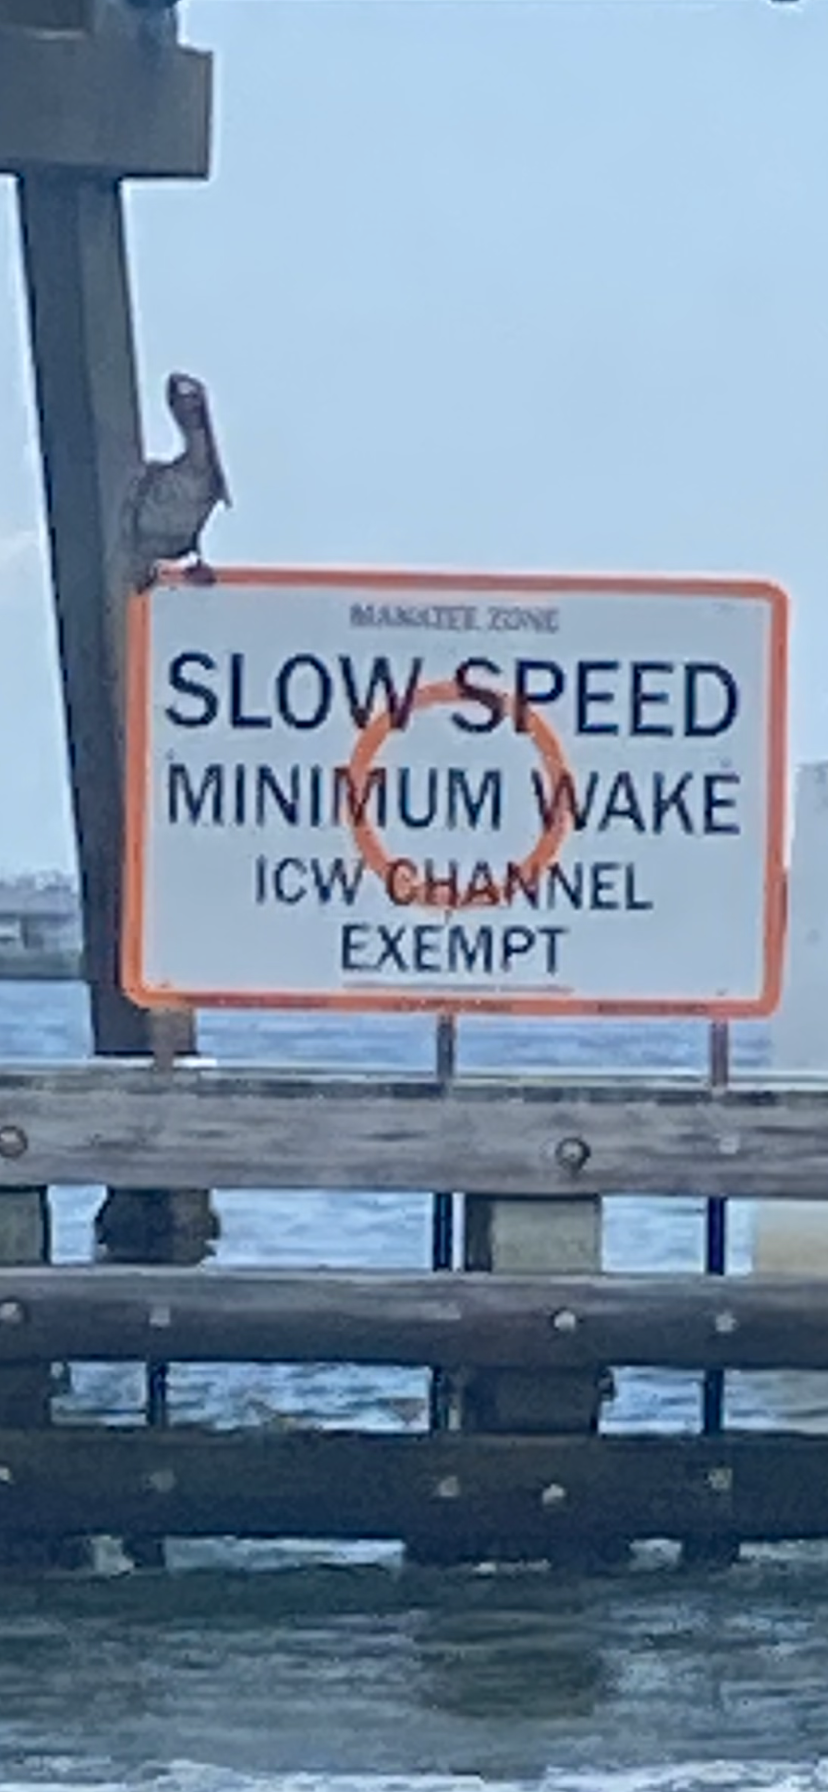 MANATEE ZONE
SLOW SPEED
MINIMUM WAKE
ICW CHANNEL
EXEMPT